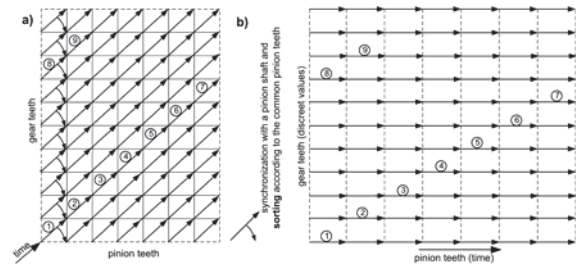 a)
9
8
7
6
5
4
3
2
1
gear teeth
time
pinion teeth
synchronization with a pinion shaft and
sorting according to the common pinion teeth
b)
9
8
7
6
5
4
3
2
1
gear teeth (discreet values)
pinion teeth (time)